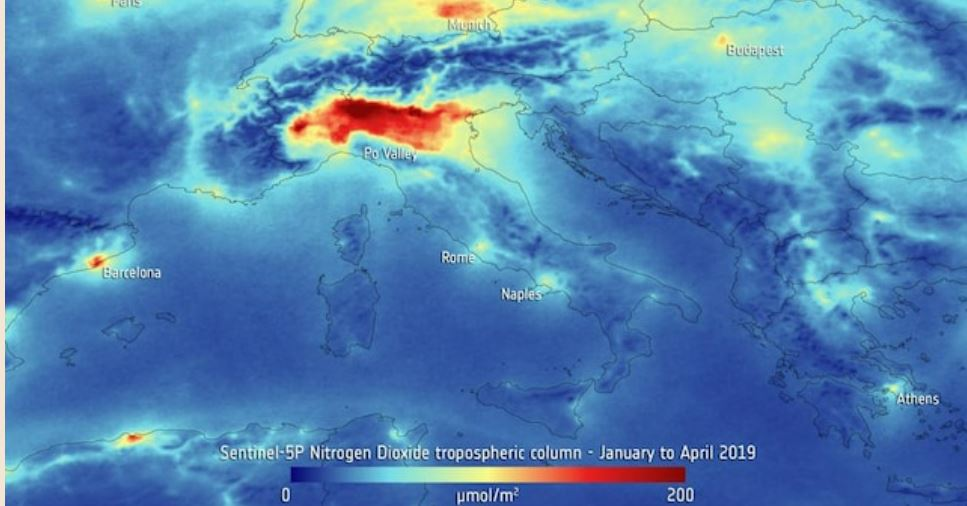 Paris
Munich
Budapest
Po Valley
Barcelona
Rome
Naples
Athens
Sentinel-5P Nitrogen Dioxide tropospheric column - January to April 2019
0 μmol/m² 200